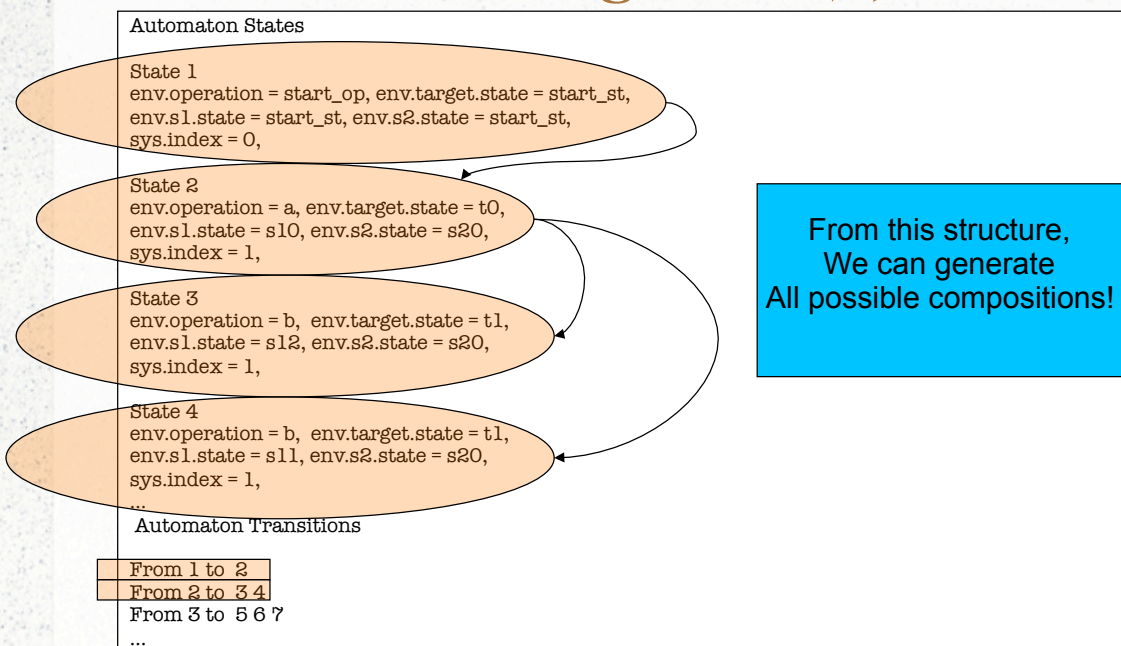 Automaton States
State 1
env.operation = start_op, env.target.state = start_st,
env.s1.state = start_st, env.s2.state = start_st,
sys.index = 0,
State 2
env.operation = a, env.target.state = t0,
env.s1.state = s10, env.s2.state = s20,
sys.index = 1,
State 3
env.operation = b,  env.target.state = t1,
env.s1.state = s12, env.s2.state = s20,
sys.index = 1,
State 4
env.operation = b,  env.target.state = t1,
env.s1.state = s11, env.s2.state = s20,
sys.index = 1,
...
Automaton Transitions
From 1 to  2
From 2 to  3 4
From 3 to  5 6 7
...
From this structure,
We can generate
All possible compositions!